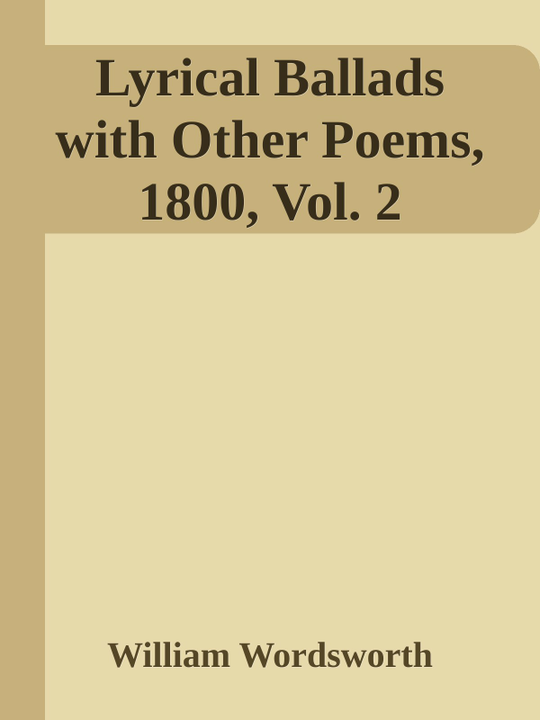 Lyrical Ballads
with Other Poems,
1800, Vol. 2
William Wordsworth